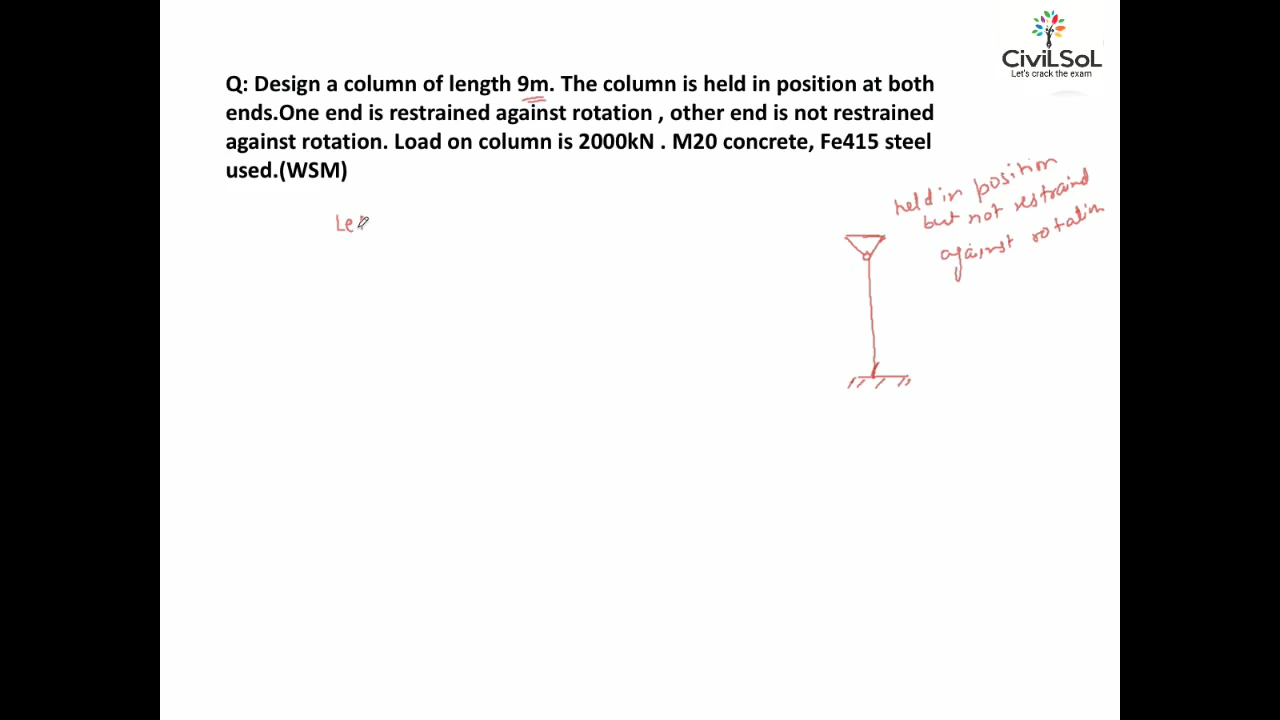 CiviLSoL
Let's crack the exam
Q: Design a column of length 9m. The column is held in position at both
ends.One end is restrained against rotation , other end is not restrained
against rotation. Load on column is 2000kN . M20 concrete, Fe415 steel
used.(WSM)
held in position
but not restraind
against rotation